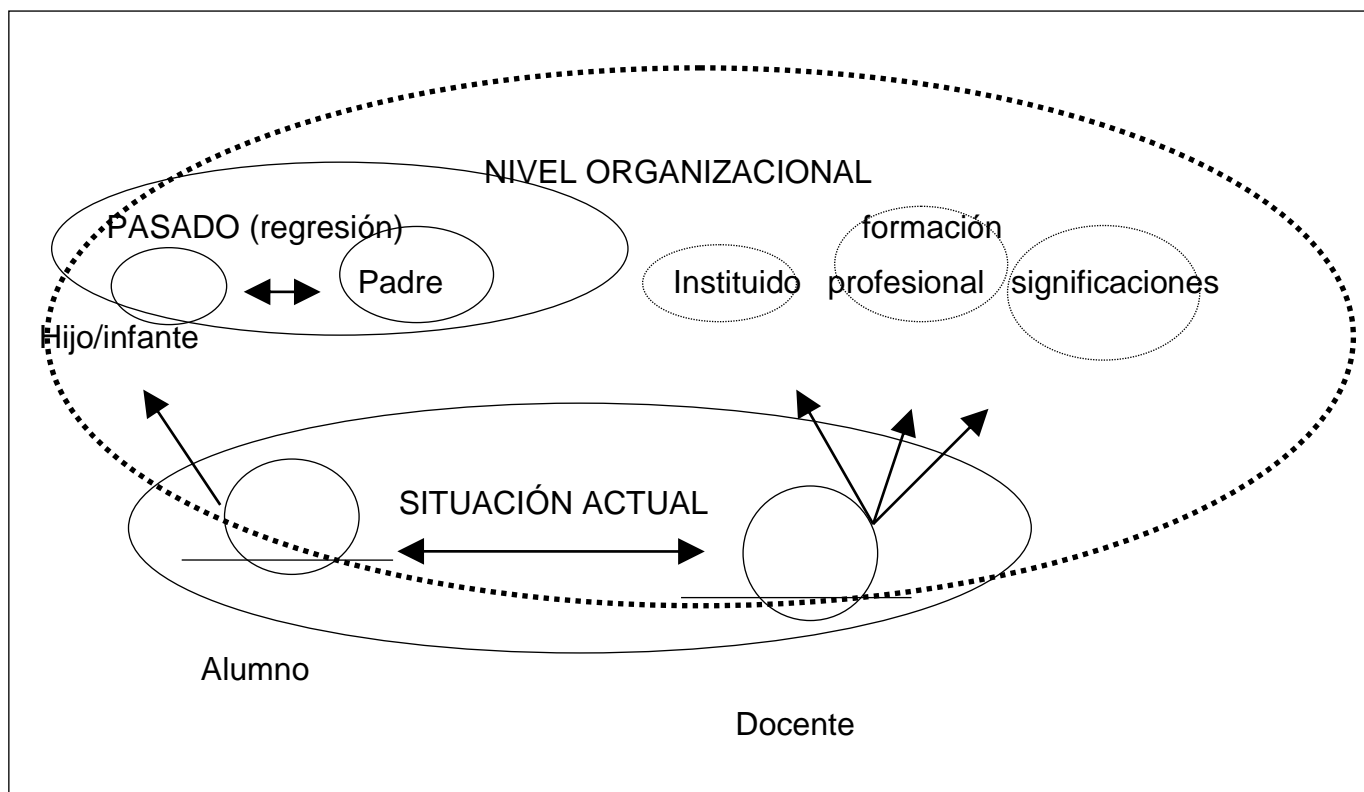 NIVEL ORGANIZACIONAL
PASADO (regresión)
formación
Padre
Instituido
profesional
significaciones
Hijo/infante
SITUACIÓN ACTUAL
Alumno
Docente